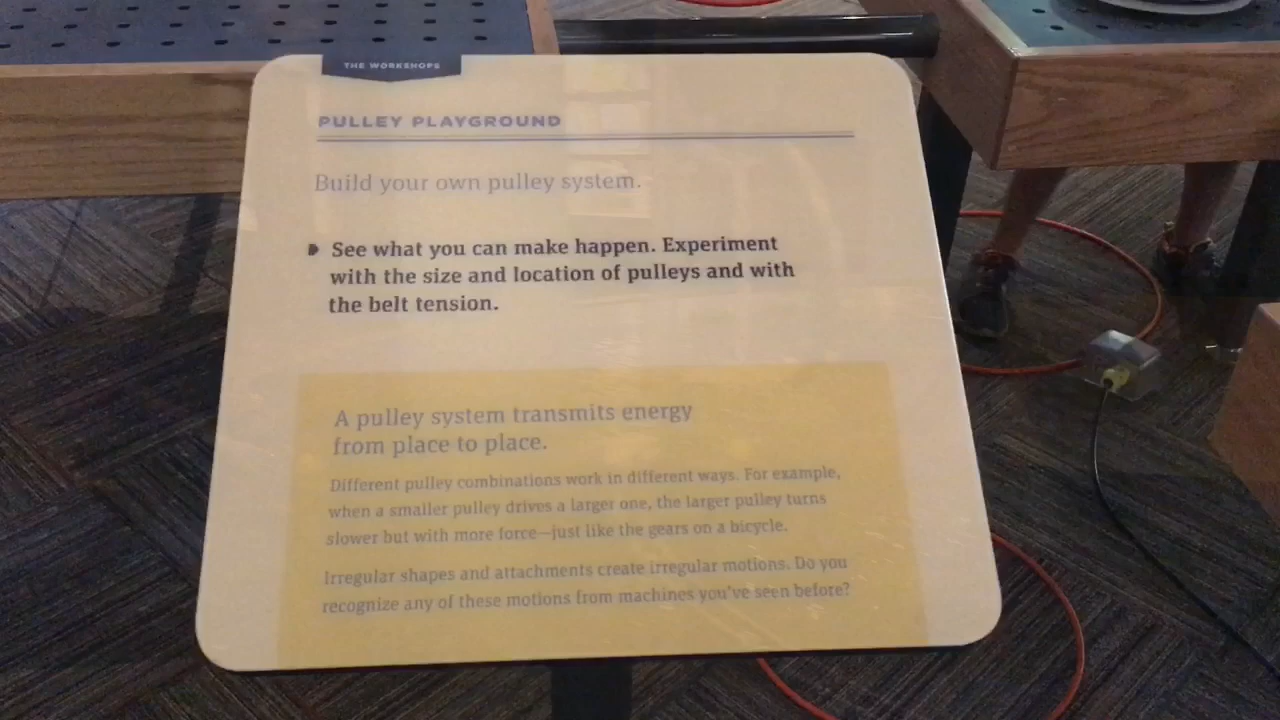 THE WORKSHOPS
PULLEY PLAYGROUND
Build your own pulley system.
See what you can make happen. Experiment
with the size and location of pulleys and with
the belt tension.
A pulley system transmits energy
from place to place.
Different pulley combinations work in different ways. For example,
when a smaller pulley drives a larger one, the larger pulley turns
slower but with more force—just like the gears on a bicycle.
Irregular shapes and attachments create irregular motions. Do you
recognize any of these motions from machines you've seen before?